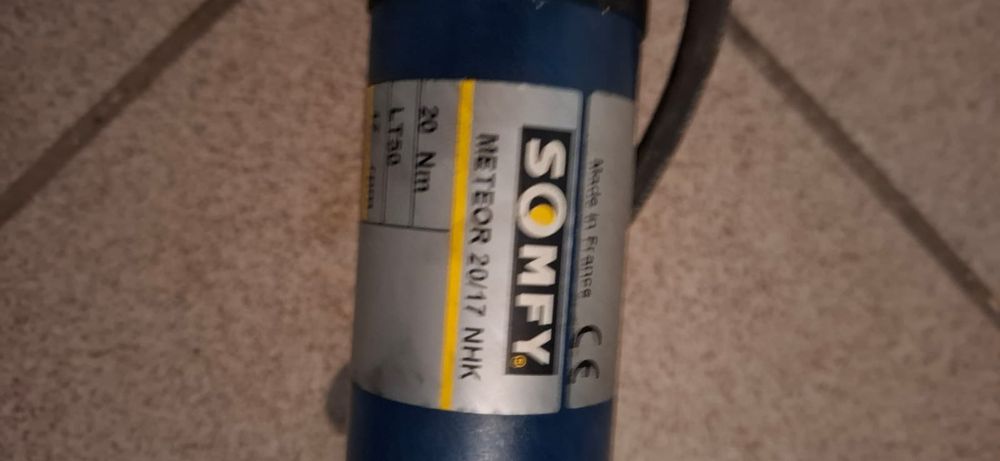 Made in France
CE
SOMFY®
METEOR 20/17 NHK
20 Nm
LT50